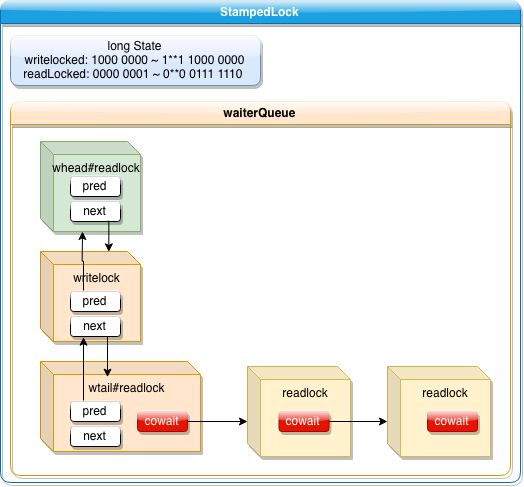 StampedLock
long State
writelocked: 1000 0000 ~ 1**1 1000 0000
readLocked: 0000 0001 ~ 0**0 0111 1110
waiterQueue
whead#readlock
pred
next
writelock
pred
next
wtail#readlock
pred
next
cowait
readlock
cowait
readlock
cowait